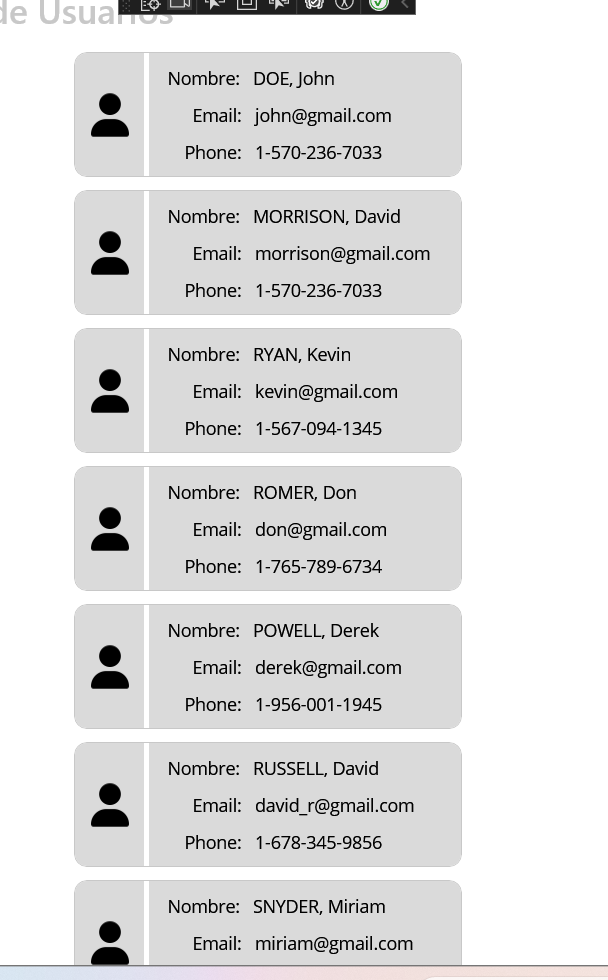 de Usuarios
Nombre: DOE, John
Email: john@gmail.com
Phone: 1-570-236-7033
Nombre: MORRISON, David
Email: morrison@gmail.com
Phone: 1-570-236-7033
Nombre: RYAN, Kevin
Email: kevin@gmail.com
Phone: 1-567-094-1345
Nombre: ROMER, Don
Email: don@gmail.com
Phone: 1-765-789-6734
Nombre: POWELL, Derek
Email: derek@gmail.com
Phone: 1-956-001-1945
Nombre: RUSSELL, David
Email: david_r@gmail.com
Phone: 1-678-345-9856
Nombre: SNYDER, Miriam
Email: miriam@gmail.com